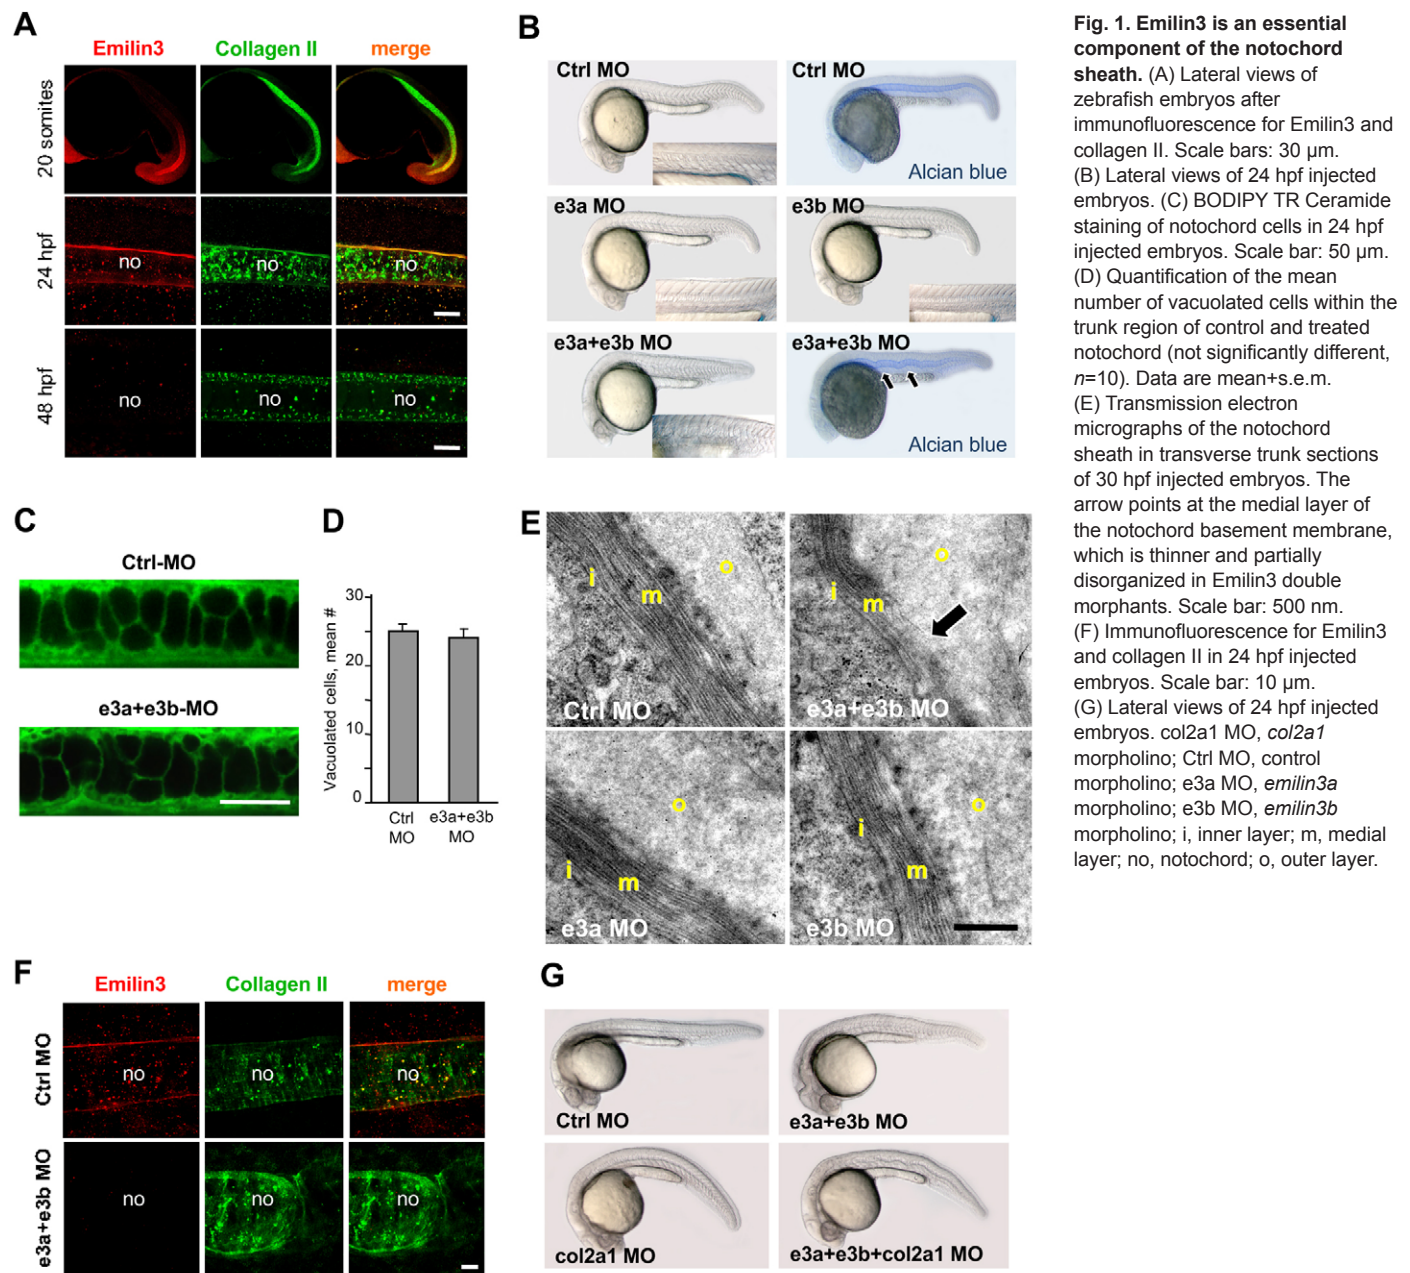 A
Emilin3 Collagen II merge
20 somites
24 hpf
no no no
48 hpf
no no no
B
Ctrl MO Ctrl MO
Alcian blue
e3a MO e3b MO
e3a+e3b MO e3a+e3b MO
Alcian blue
C
Ctrl-MO
e3a+e3b-MO
D
Vacuolated cells, mean #
30
20
10
0
Ctrl MO
e3a+e3b MO
E
i m o
Ctrl MO
i m o
e3a+e3b MO
i m o
e3a MO
i m o
e3b MO
F
Emilin3 Collagen II merge
Ctrl MO
no no no
e3a+e3b MO
no no no
G
Ctrl MO e3a+e3b MO
col2a1 MO e3a+e3b+col2a1 MO
Fig. 1. Emilin3 is an essential
component of the notochord
sheath. (A) Lateral views of
zebrafish embryos after
immunofluorescence for Emilin3 and
collagen II. Scale bars: 30 μm.
(B) Lateral views of 24 hpf injected
embryos. (C) BODIPY TR Ceramide
staining of notochord cells in 24 hpf
injected embryos. Scale bar: 50 μm.
(D) Quantification of the mean
number of vacuolated cells within the
trunk region of control and treated
notochord (not significantly different,
n=10). Data are mean+s.e.m.
(E) Transmission electron
micrographs of the notochord
sheath in transverse trunk sections
of 30 hpf injected embryos. The
arrow points at the medial layer of
the notochord basement membrane,
which is thinner and partially
disorganized in Emilin3 double
morphants. Scale bar: 500 nm.
(F) Immunofluorescence for Emilin3
and collagen II in 24 hpf injected
embryos. Scale bar: 10 μm.
(G) Lateral views of 24 hpf injected
embryos. col2a1 MO, col2a1
morpholino; Ctrl MO, control
morpholino; e3a MO, emilin3a
morpholino; e3b MO, emilin3b
morpholino; i, inner layer; m, medial
layer; no, notochord; o, outer layer.